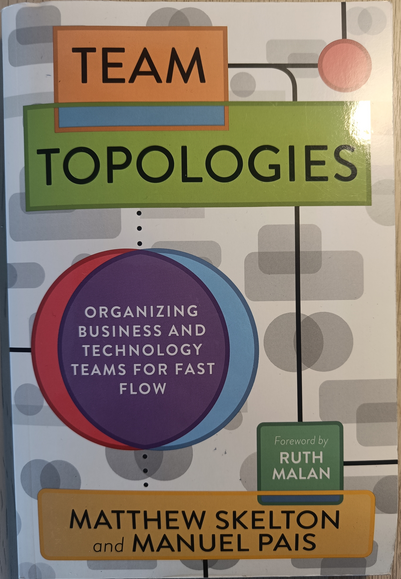 TEAM
TOPOLOGIES
ORGANIZING
BUSINESS AND
TECHNOLOGY
TEAMS FOR FAST
FLOW
Foreword by
RUTH
MALAN
MATTHEW SKELTON
and MANUEL PAIS